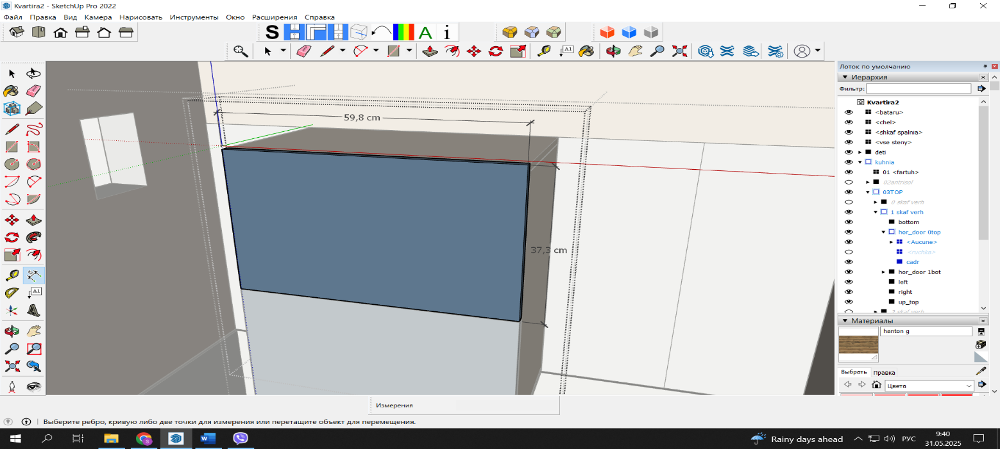 Kvartira2 - SketchUp Pro 2022
Файл Правка Вид Камера Нарисовать Инструменты Окно Расширения Справка
S A i
A1
Лоток по умолчанию
Иерархия
Фильтр:
Kvartira2
<bataru>
<chel>
<shkaf spalnia>
<vse steny>
deti
kuhnia
01 <fartuh>
02antrisol
03TOP
0 skaf verh
1 skaf verh
bottom
hor_door 0top
<Aucune>
<ruchka>
cadr
hor_door 1bot
left
right
up_top
2 skaf verh
59,8 cm
37,3 cm
A1
Материалы
hanton g
Выбрать Правка
Цвета
Измерения
Выберите ребро, кривую либо две точки для измерения или перетащите объект для перемещения.
Rainy days ahead
РУС
9:40
31.05.2025